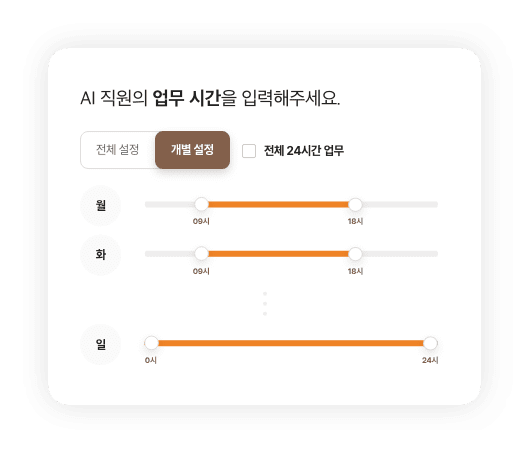 AI 직원의 업무 시간을 입력해주세요.
전체 설정 개별 설정 전체 24시간 업무
월
09시 18시
화
09시 18시
일
0시 24시